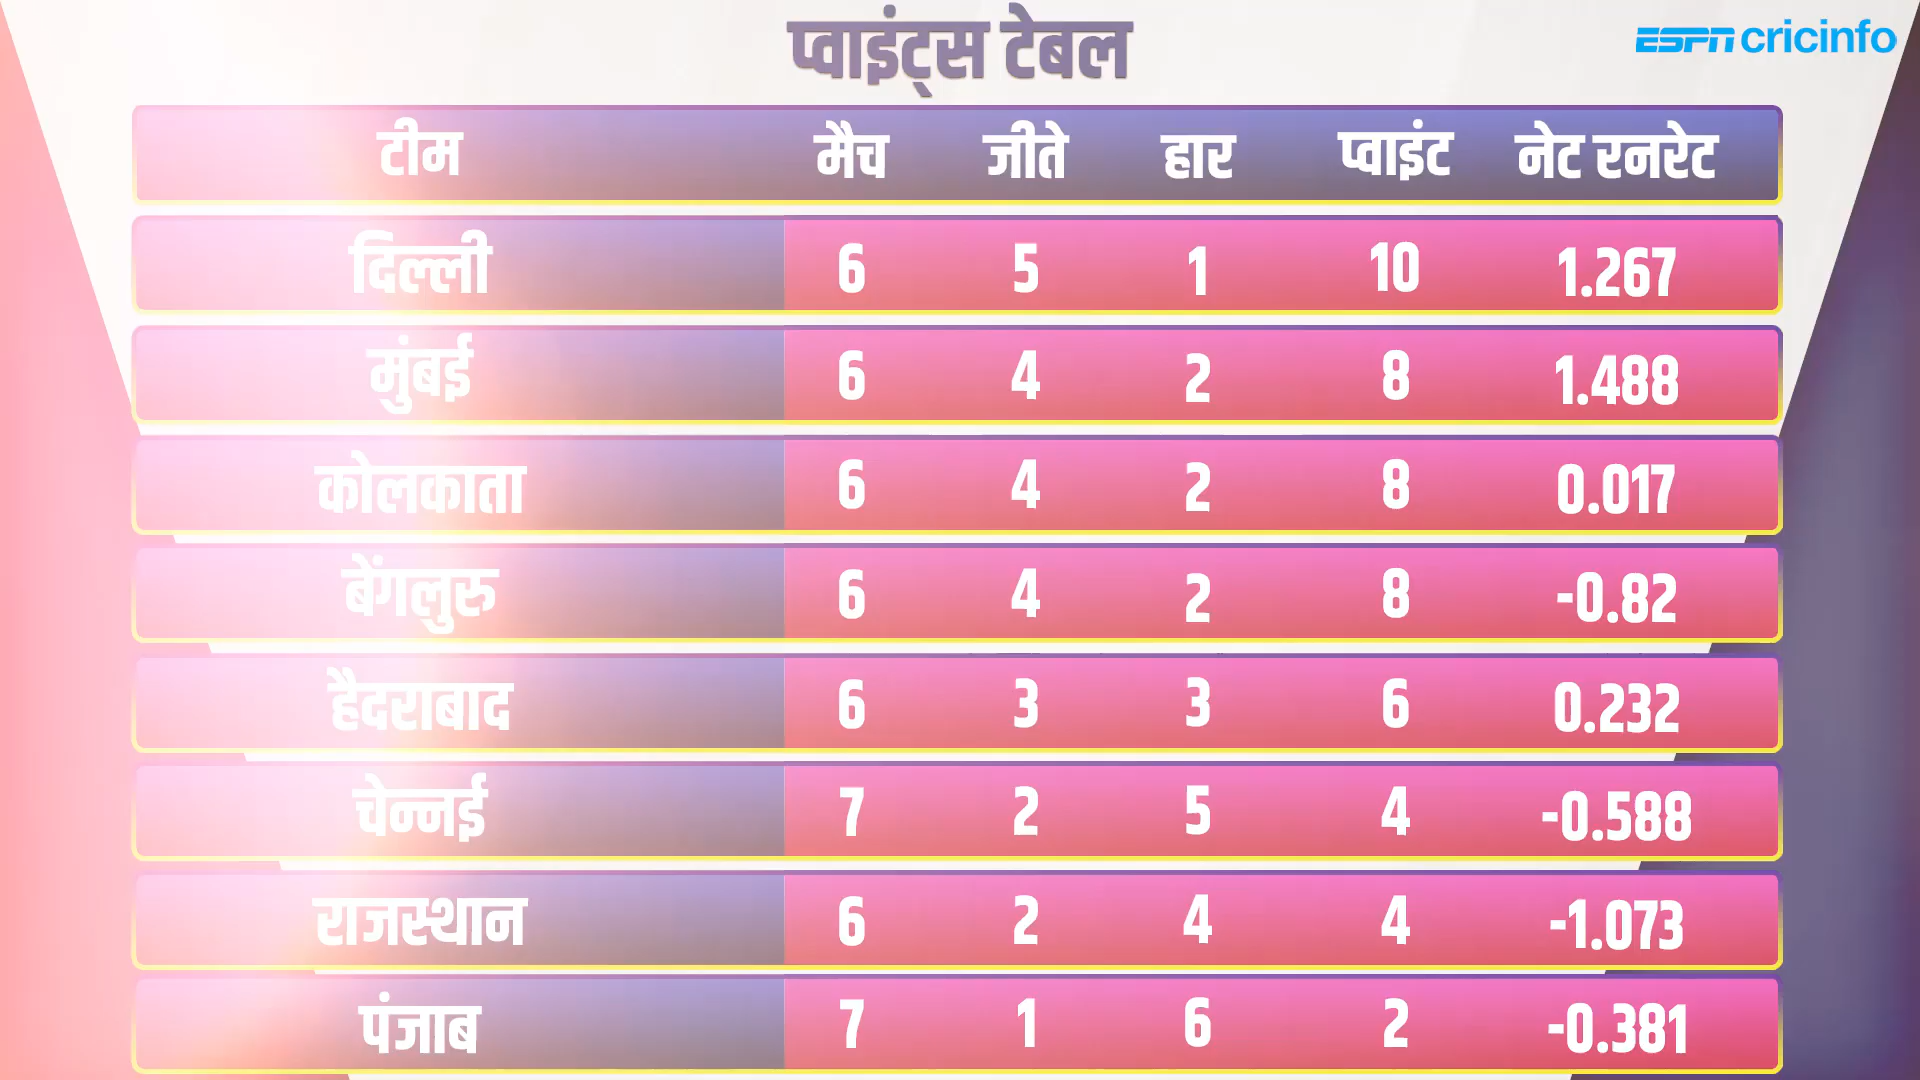 प्वाइंट्स टेबल
ESPN cricinfo
टीम मैच जीते हार प्वाइंट नेट रनरेट
दिल्ली 6 5 1 10 1.267
मुंबई 6 4 2 8 1.488
कोलकाता 6 4 2 8 0.017
बेंगलुरु 6 4 2 8 -0.82
हैदराबाद 6 3 3 6 0.232
चेन्नई 7 2 5 4 -0.588
राजस्थान 6 2 4 4 -1.073
पंजाब 7 1 6 2 -0.381